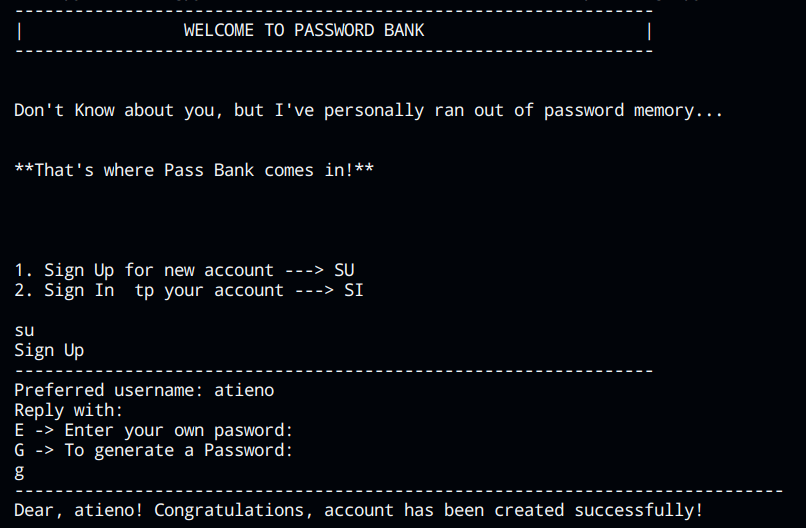 ----------------------------------------------------------------
|                WELCOME TO PASSWORD BANK                      |
----------------------------------------------------------------
Don't Know about you, but I've personally ran out of password memory...
**That's where Pass Bank comes in!**
1. Sign Up for new account ---> SU
2. Sign In  tp your account ---> SI
su
Sign Up
----------------------------------------------------------------
Preferred username: atieno
Reply with:
E -> Enter your own pasword:
G -> To generate a Password:
g
-----------------------------------------------------------------------------
Dear, atieno! Congratulations, account has been created successfully!